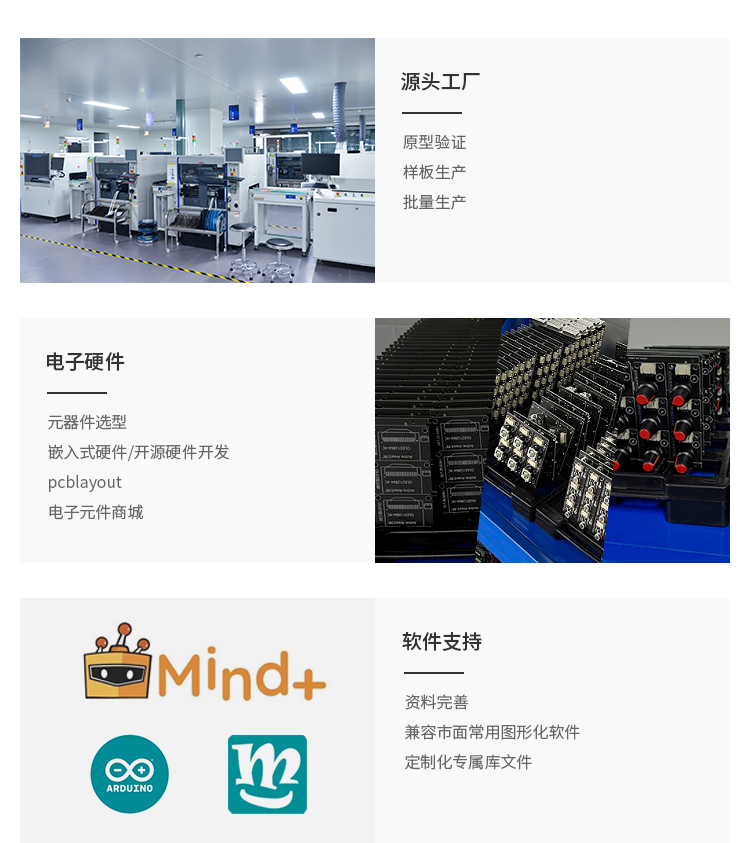 源头工厂
原型验证
样板生产
批量生产
电子硬件
元器件选型
嵌入式硬件/开源硬件开发
pcblayout
电子元件商城
Mind+
ARDUINO
m
软件支持
资料完善
兼容市面常用图形化软件
定制化专属库文件